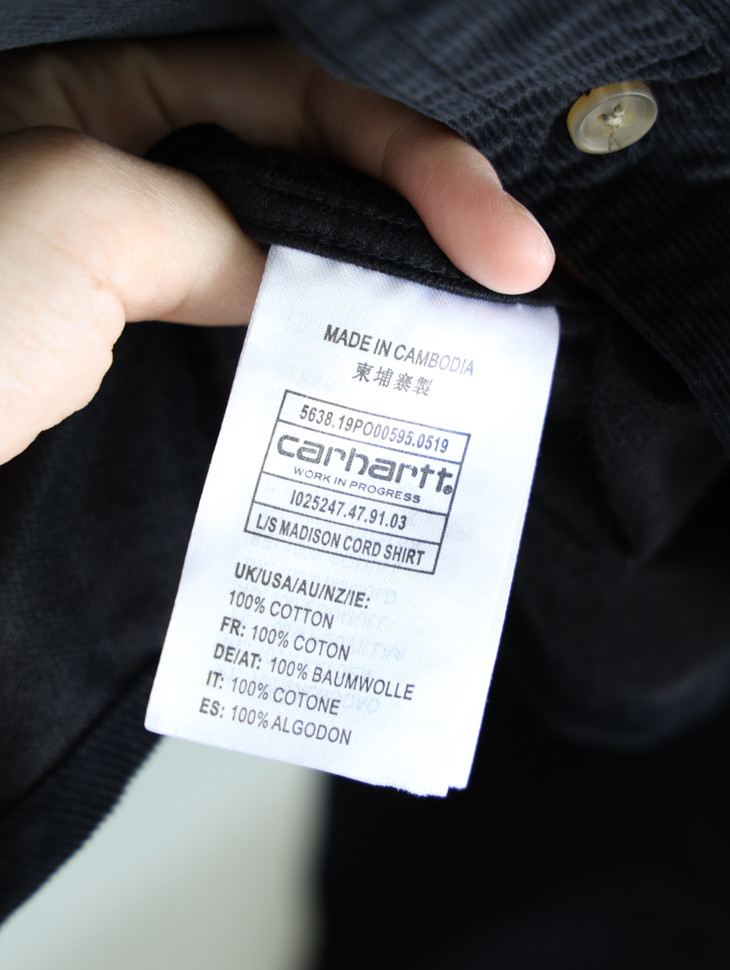 MADE IN CAMBODIA
柬埔寨製
5638.19PO00595.0519
carhartt®
WORK IN PROGRESS
I025247.47.91.03
L/S MADISON CORD SHIRT
UK/USA/AU/NZ/IE:
100% COTTON
FR: 100% COTON
DE/AT: 100% BAUMWOLLE
IT: 100% COTONE
ES: 100% ALGODON